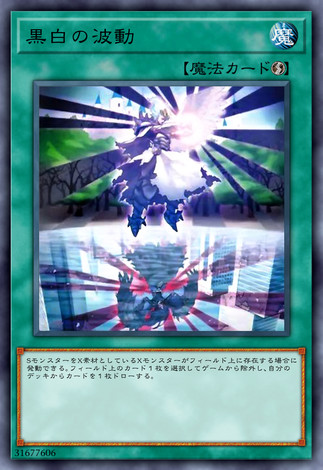 黒白の波動
魔
【魔法カード】
SモンスターをX素材としているXモンスターがフィールド上に存在する場合に
発動できる。フィールド上のカード1枚を選択してゲームから除外し、自分の
デッキからカードを1枚ドローする。
31677606